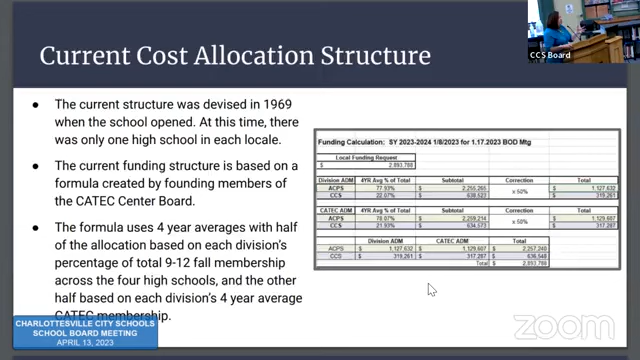 CCS Board
Current Cost Allocation Structure
● The current structure was devised in 1969
when the school opened. At this time, there
was only one high school in each locale.
● The current funding structure is based on a
formula created by founding members of
the CATEC Center Board.
● The formula uses 4 year averages with half
of the allocation based on each division's
percentage of total 9-12 fall membership
across the four high schools, and the other
half based on each division's 4 year average
CATEC membership.
Funding Calculation: SY 2023-2024 1/8/2023 for 1.17.2023 BOD Mtg
Local Funding Request
$ 2,893,788
Division ADM 4YR Avg % of Total Subtotal Correction Total
ACPS 77.93% $ 2,255,265 x 50% $ 1,127,632
CCS 22.07% $ 638,523 $ 319,261
CATEC ADM 4YR Avg % of Total Subtotal Correction Total
ACPS 78.07% $ 2,259,214 x 50% $ 1,129,607
CCS 21.93% $ 634,573 $ 317,287
Division ADM CATEC ADM Total
ACPS $ 1,127,632 $ 1,129,607 $ 2,257,240
CCS $ 319,261 $ 317,287 $ 636,548
Total $ 2,893,788
CHARLOTTESVILLE CITY SCHOOLS
SCHOOL BOARD MEETING
APRIL 13, 2023
zoom